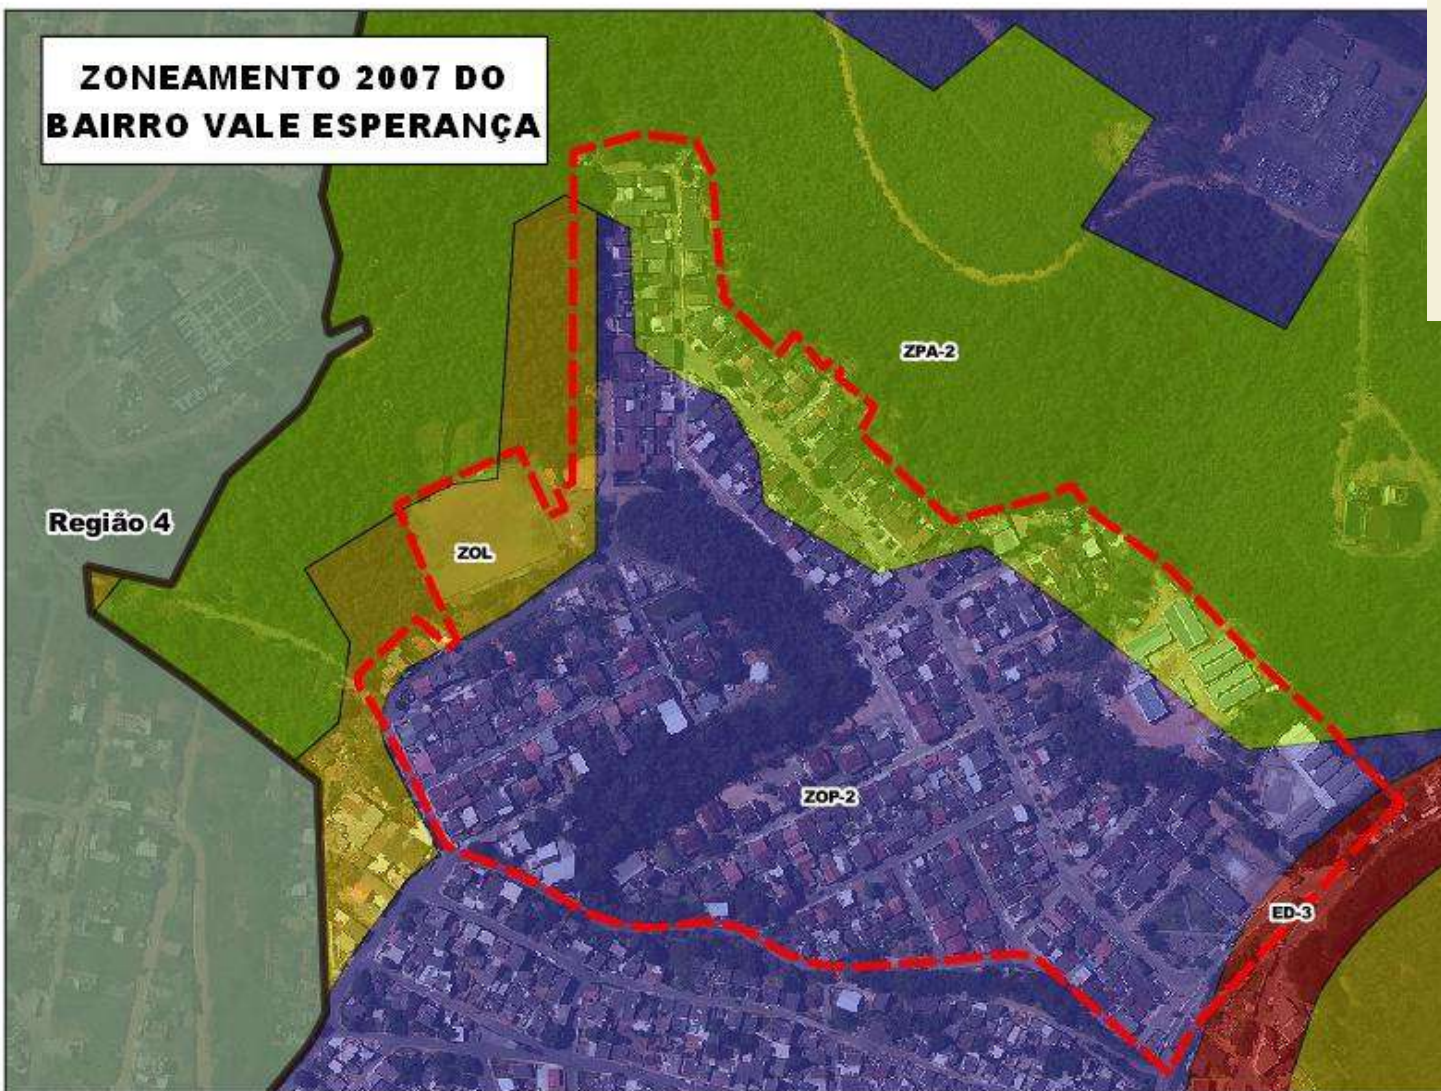 ZONEAMENTO 2007 DO
BAIRRO VALE ESPERANÇA
ZPA-2
Região 4
ZOL
ZOP-2
ED-3